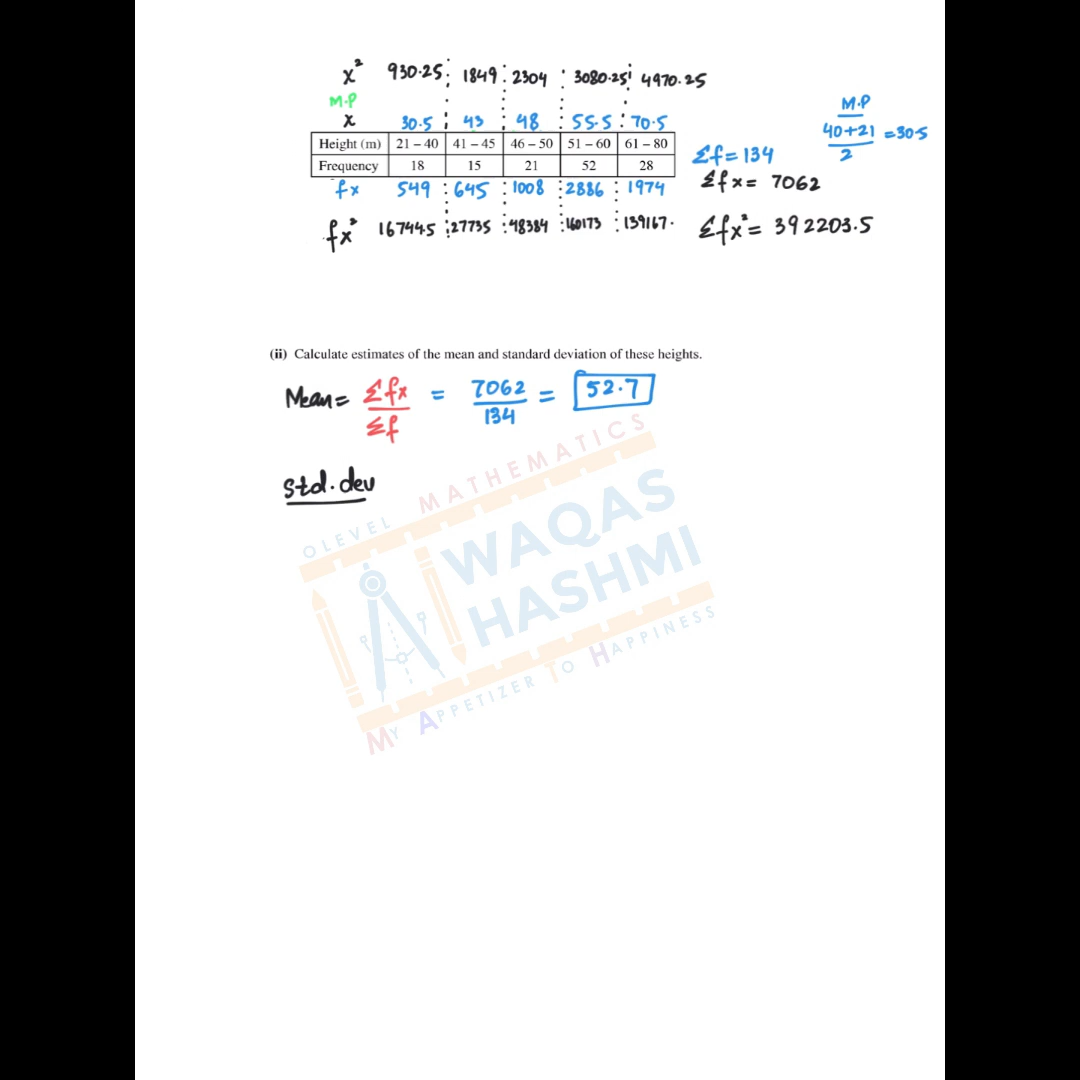 x² 930.25 1849 2304 3080.25 4970.25
M.P
x 30.5 43 48 55.5 70.5
M.P
40+21 = 30.5
2
Height (m) 21 – 40 41 – 45 46 – 50 51 – 60 61 – 80
Σf = 134
Frequency 18 15 21 52 28
Σfx = 7062
fx 549 645 1008 2886 1974
fx² 16744.5 27735 48384 160173 139167.
Σfx² = 392203.5
(ii) Calculate estimates of the mean and standard deviation of these heights.
Mean = Σfx = 7062 = 52.7
Σf 134
std. dev
OLEVEL MATHEMATICS
WAQAS
HASHMI
MY APPETIZER TO HAPPINESS